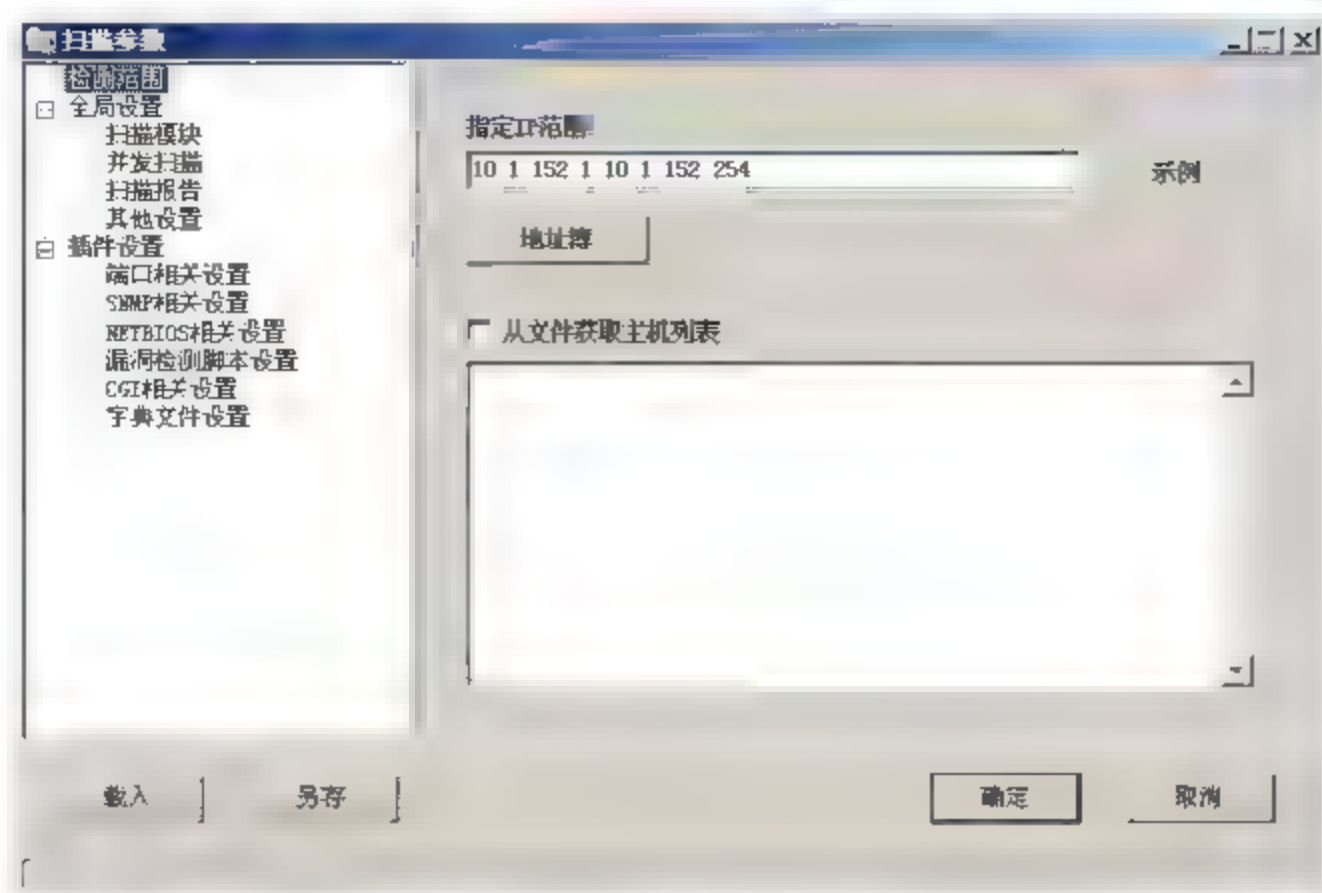 扫描参数
检测范围
全局设置
扫描模块
并发扫描
扫描报告
其他设置
插件设置
端口相关设置
SNMP相关设置
NETBIOS相关设置
漏洞检测脚本设置
CGI相关设置
字典文件设置
载入
另存
指定IP范围
10 1 152 1 10 1 152 254
示例
地址簿
从文件获取主机列表
确定
取消